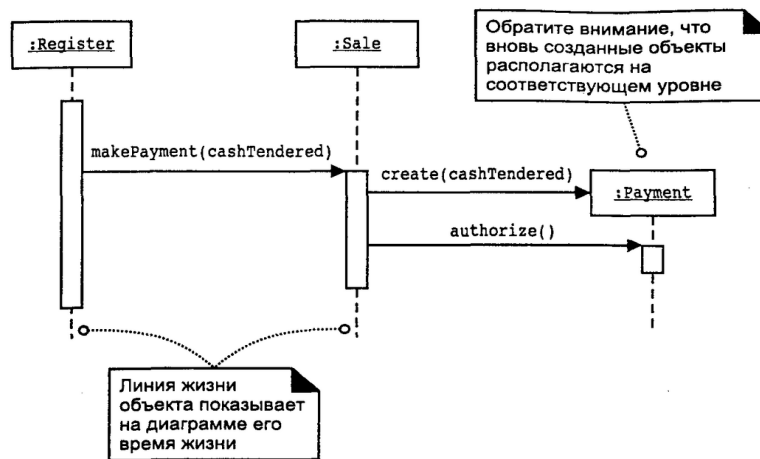 :Register
:Sale
Обратите внимание, что
вновь созданные объекты
располагаются на
соответствующем уровне
makePayment(cashTendered)
create(cashTendered)
:Payment
authorize()
Линия жизни
объекта показывает
на диаграмме его
время жизни